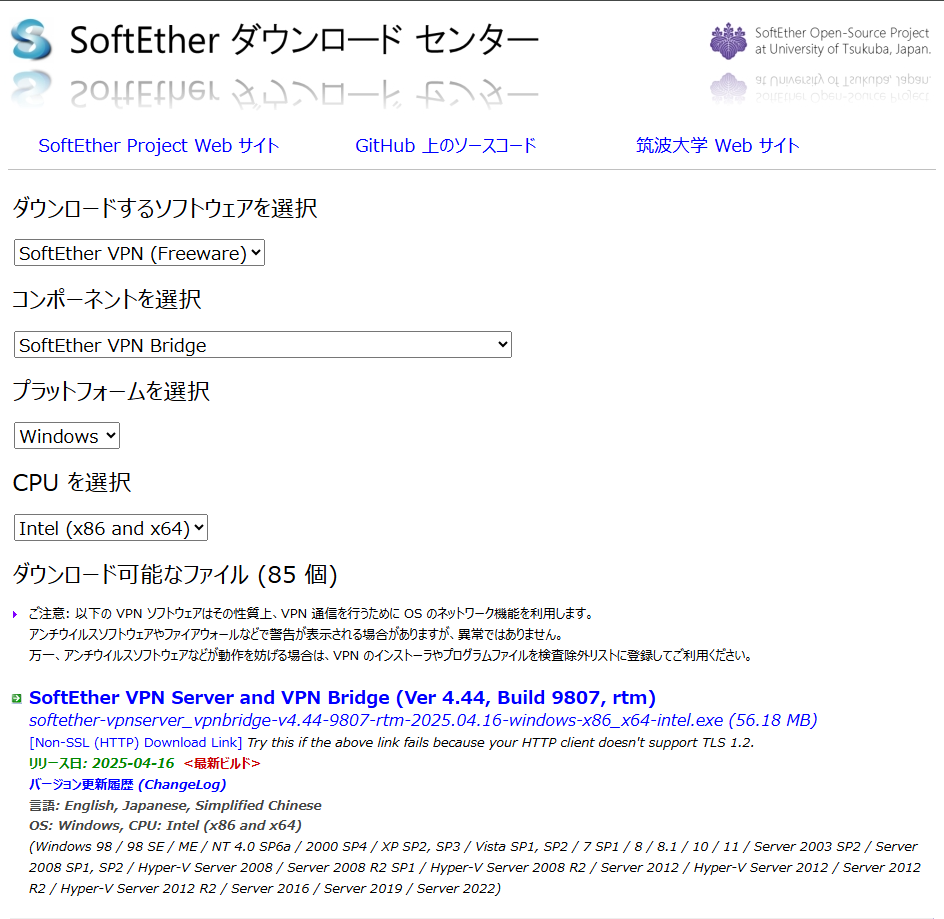 SoftEther ダウンロード センター
SoftEther Open-Source Project
at University of Tsukuba, Japan.
SoftEther Project Web サイト
GitHub 上のソースコード
筑波大学 Web サイト
ダウンロードするソフトウェアを選択
SoftEther VPN (Freeware)
コンポーネントを選択
SoftEther VPN Bridge
プラットフォームを選択
Windows
CPU を選択
Intel (x86 and x64)
ダウンロード可能なファイル (85 個)
ご注意: 以下の VPN ソフトウェアはその性質上、VPN 通信を行うために OS のネットワーク機能を利用します。
アンチウイルスソフトウェアやファイアウォールなどで警告が表示される場合がありますが、異常ではありません。
万一、アンチウイルスソフトウェアなどが動作を妨げる場合は、VPN のインストーラやプログラムファイルを検査除外リストに登録してご利用ください。
SoftEther VPN Server and VPN Bridge (Ver 4.44, Build 9807, rtm)
softether-vpnserver_vpnbridge-v4.44-9807-rtm-2025.04.16-windows-x86_x64-intel.exe (56.18 MB)
[Non-SSL (HTTP) Download Link] Try this if the above link fails because your HTTP client doesn't support TLS 1.2.
リリース日: 2025-04-16 <最新ビルド>
バージョン更新履歴 (ChangeLog)
言語: English, Japanese, Simplified Chinese
OS: Windows, CPU: Intel (x86 and x64)
(Windows 98 / 98 SE / ME / NT 4.0 SP6a / 2000 SP4 / XP SP2, SP3 / Vista SP1, SP2 / 7 SP1 / 8 / 8.1 / 10 / 11 / Server 2003 SP2 / Server
2008 SP1, SP2 / Hyper-V Server 2008 / Server 2008 R2 SP1 / Hyper-V Server 2008 R2 / Server 2012 / Hyper-V Server 2012 / Server 2012
R2 / Hyper-V Server 2012 R2 / Server 2016 / Server 2019 / Server 2022)